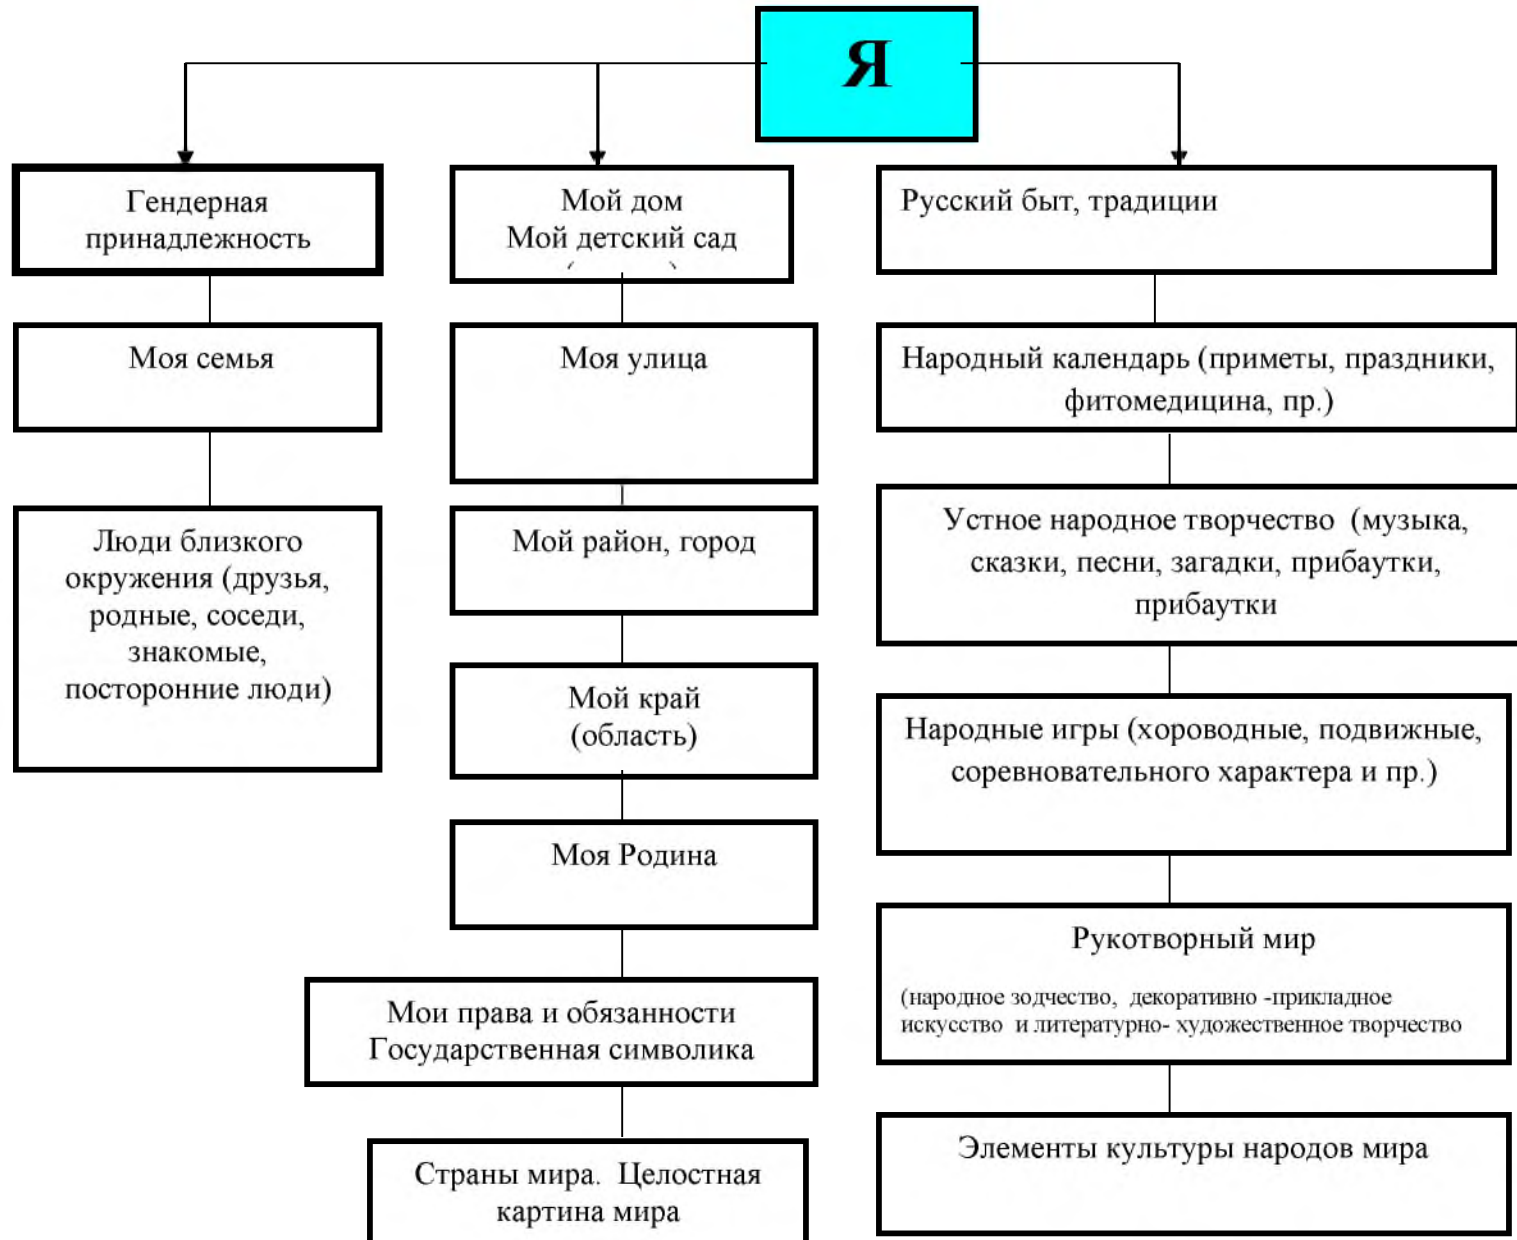 Я
Гендерная
принадлежность
Моя семья
Люди близкого
окружения (друзья,
родные, соседи,
знакомые,
посторонние люди)
Мой дом
Мой детский сад
Моя улица
Мой район, город
Мой край
(область)
Моя Родина
Мои права и обязанности
Государственная символика
Страны мира.  Целостная
картина мира
Русский быт, традиции
Народный календарь (приметы, праздники,
фитомедицина, пр.)
Устное народное творчество  (музыка,
сказки, песни, загадки, прибаутки,
прибаутки
Народные игры (хороводные, подвижные,
соревновательного характера и пр.)
Рукотворный мир
(народное зодчество,  декоративно -прикладное
искусство  и литературно- художественное творчество
Элементы культуры народов мира